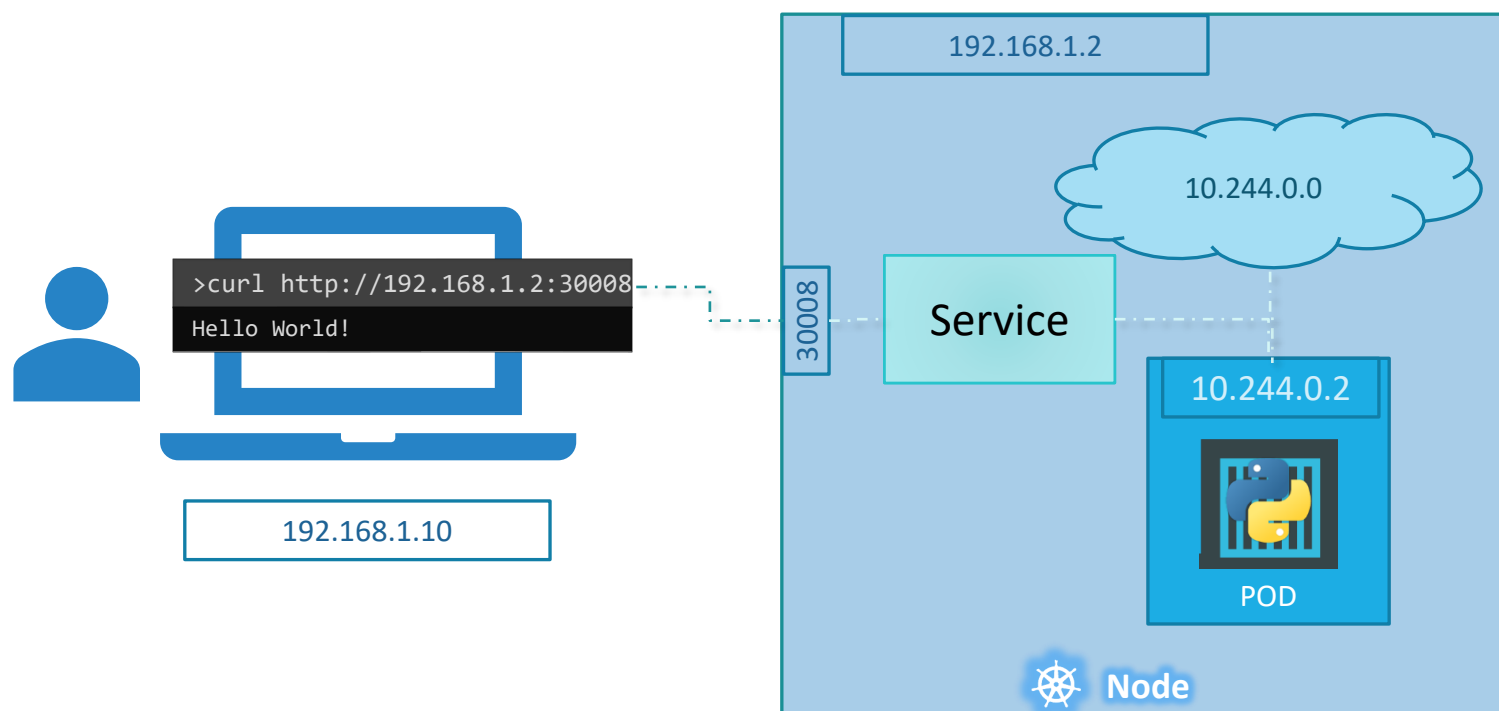 192.168.1.2
10.244.0.0
>curl http://192.168.1.2:30008
Hello World!
30008
Service
10.244.0.2
POD
192.168.1.10
Node